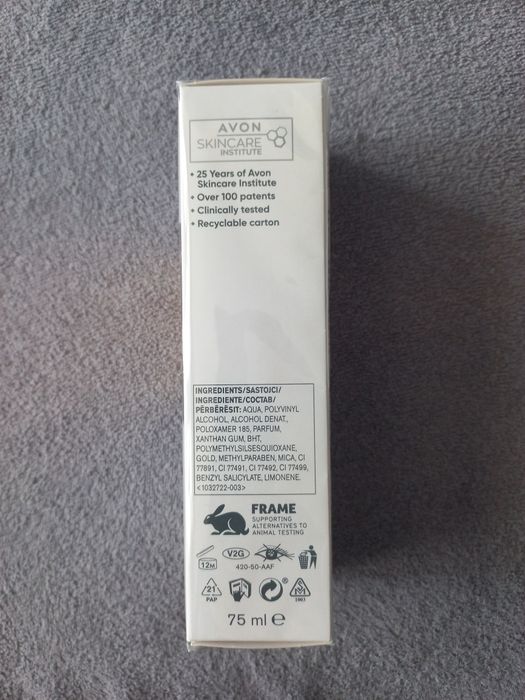 AVON
SKINCARE
INSTITUTE
• 25 Years of Avon
Skincare Institute
• Over 100 patents
• Clinically tested
• Recyclable carton
INGREDIENTS/SASTOJCI/
INGREDIENTE/СОСТАВ/
PËRBËRËSIT: AQUA, POLYVINYL
ALCOHOL, ALCOHOL DENAT.,
POLOXAMER 185, PARFUM,
XANTHAN GUM, BHT,
POLYMETHYLSILSESQUIOXANE,
GOLD, METHYLPARABEN, MICA, CI
77891, CI 77491, CI 77492, CI 77499,
BENZYL SALICYLATE, LIMONENE.
<1032722-003>
FRAME
SUPPORTING
ALTERNATIVES TO
ANIMAL TESTING
12M
V2G
420-50-AAF
21
PAP
®
1003
75 ml e